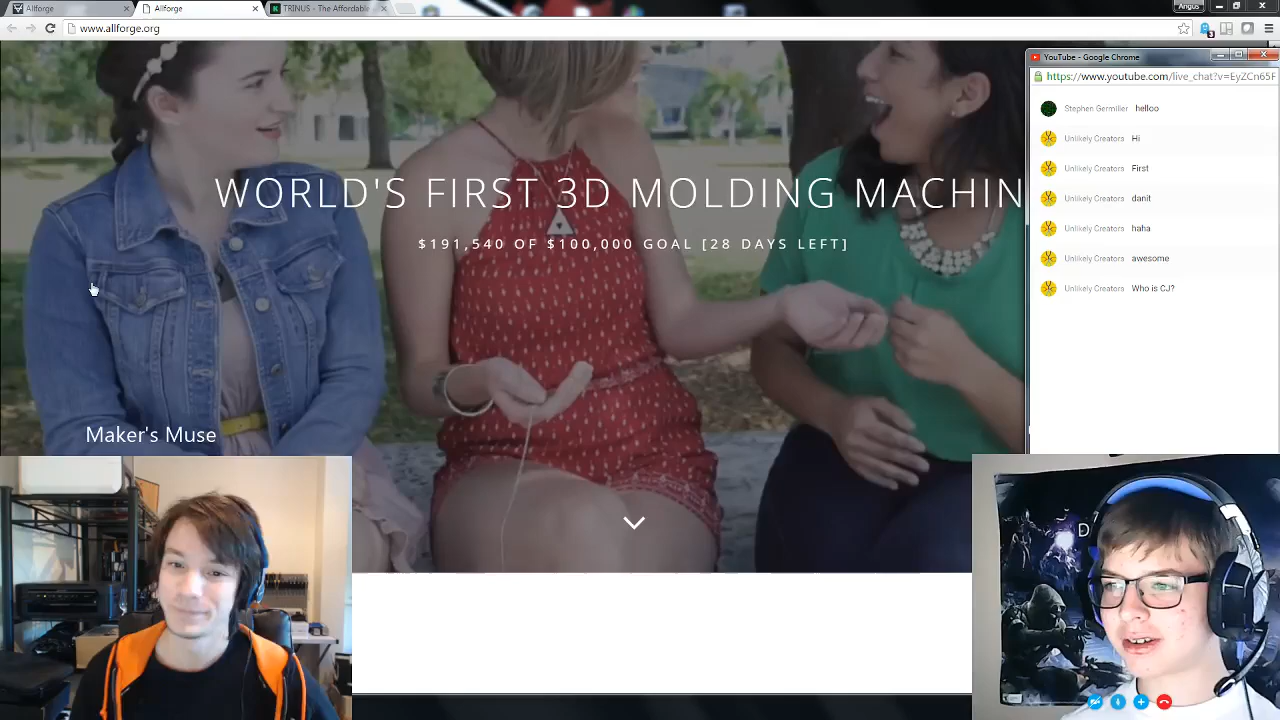 Allforge
Allforge
TRINUS - The Affordable
Angus
www.allforge.org
YouTube - Google Chrome
https://www.youtube.com/live_chat?v=EyZCn65F
Stephen Germilier helloo
Unlikely Creators Hi
Unlikely Creators First
Unlikely Creators danit
Unlikely Creators haha
Unlikely Creators awesome
Unlikely Creators Who is CJ?
WORLD'S FIRST 3D MOLDING MACHIN
$191,540 OF $100,000 GOAL [28 DAYS LEFT]
Maker's Muse
D